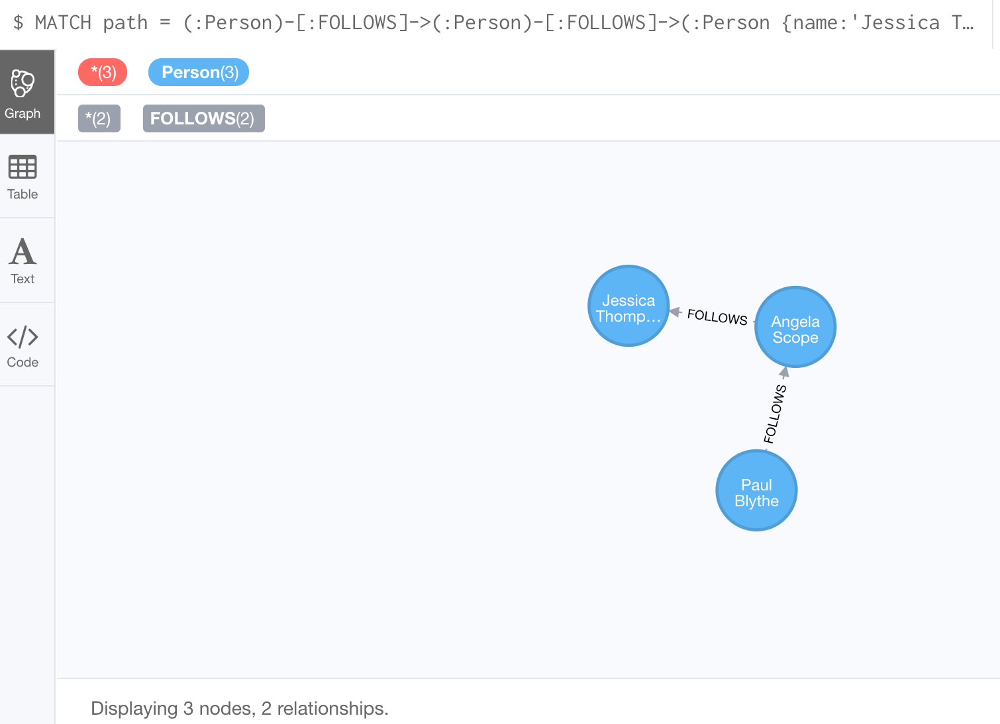 $ MATCH path = (:Person)-[:FOLLOWS]->(:Person)-[:FOLLOWS]->(:Person {name:'Jessica T…
*(3) Person(3)
*(2) FOLLOWS(2)
Graph
Table
Text
Code
Jessica
Thomp…
FOLLOWS
Angela
Scope
FOLLOWS
Paul
Blythe
Displaying 3 nodes, 2 relationships.